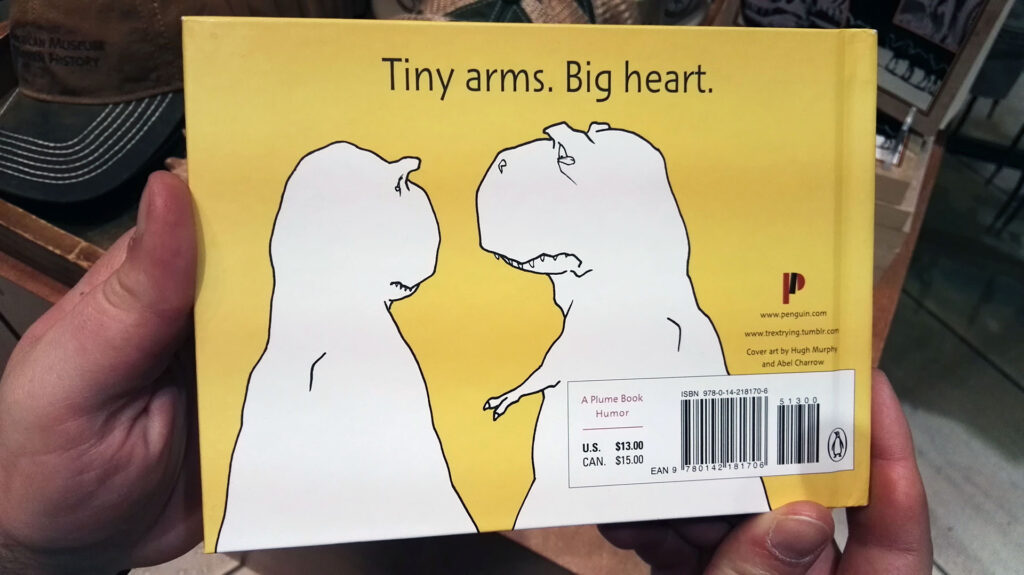 MUSEUM
HISTORY
Tiny arms. Big heart.
www.penguin.com
www.trextrying.tumblr.com
Cover art by Hugh Murphy
and Abel Charrow
A Plume Book
Humor
U.S. $13.00
CAN. $15.00
ISBN 978-0-14-218170-6
51300
EAN 9 780142 181706